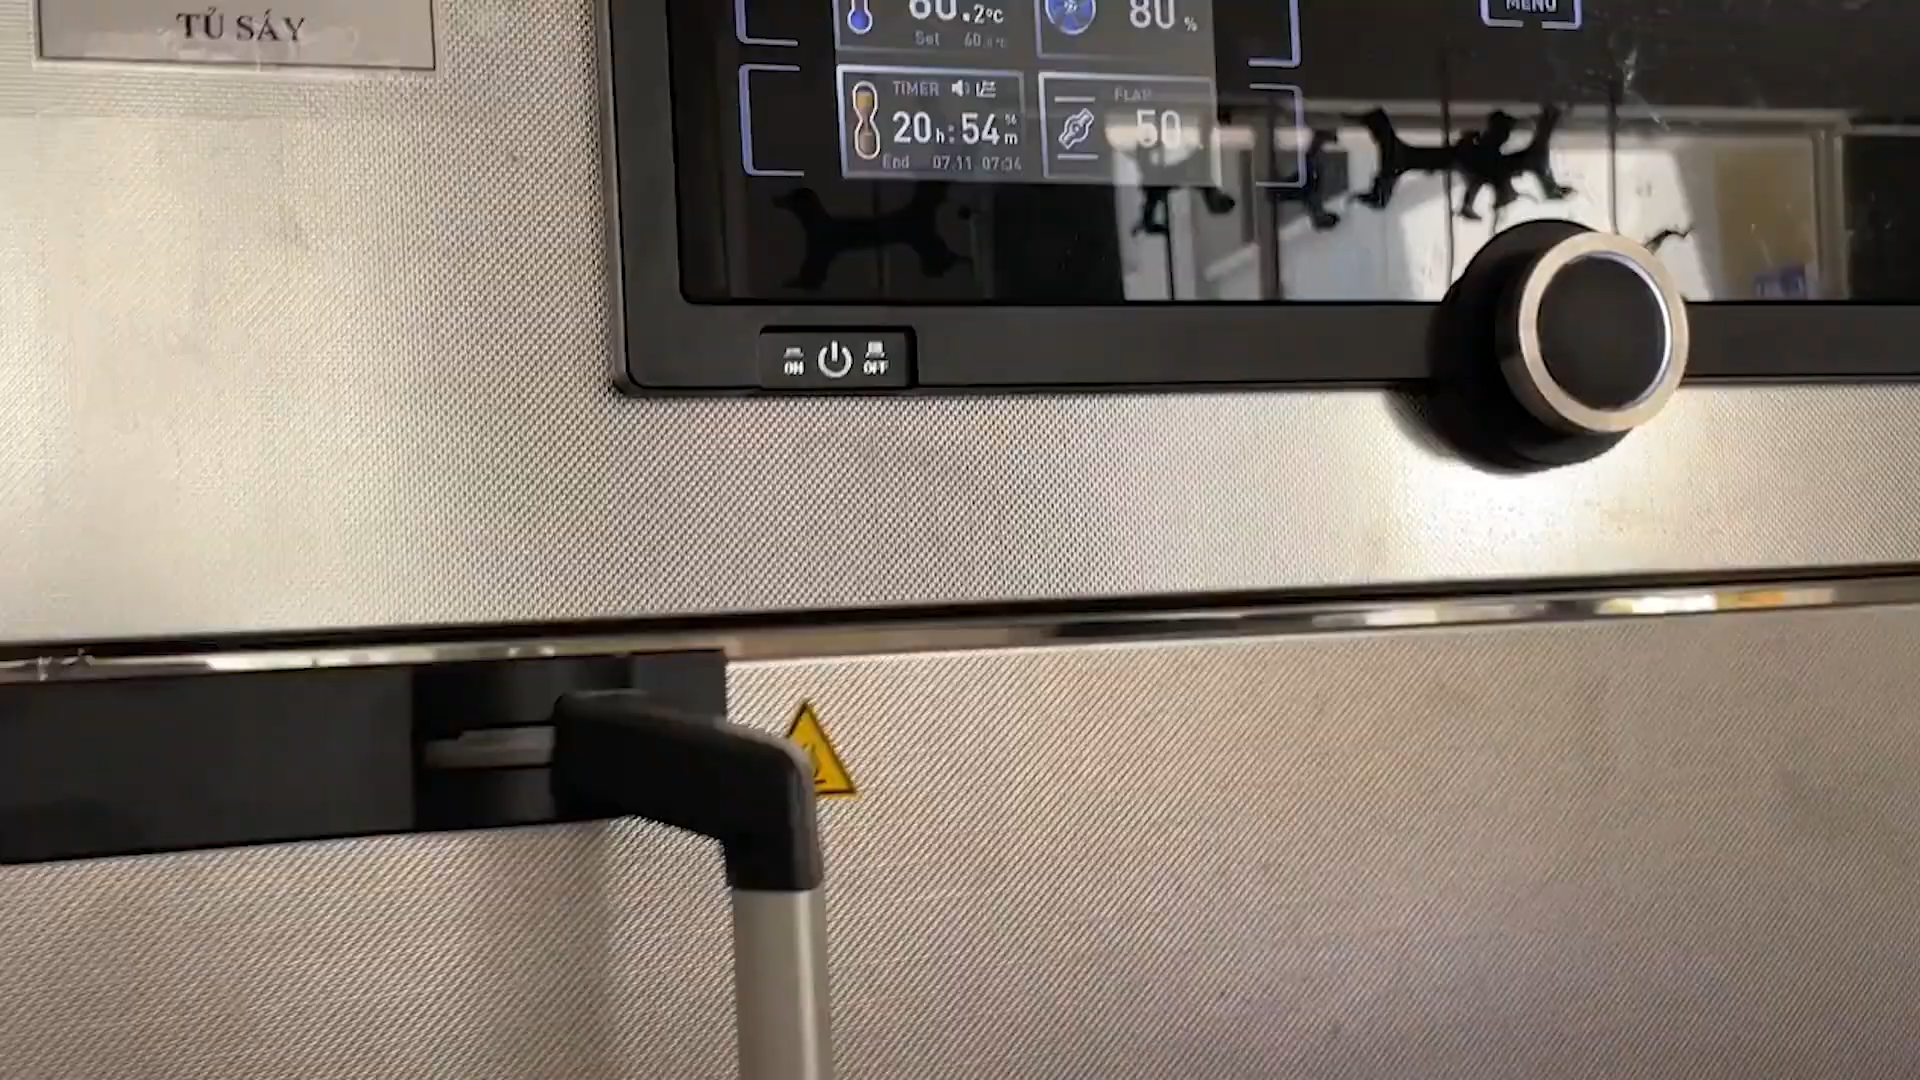 TỦ SẤY
60.2°C
80 %
MENU
Set 60.0°C
TIMER
FLAP
20h:54m
50
End 07.11 07:34
ON OFF